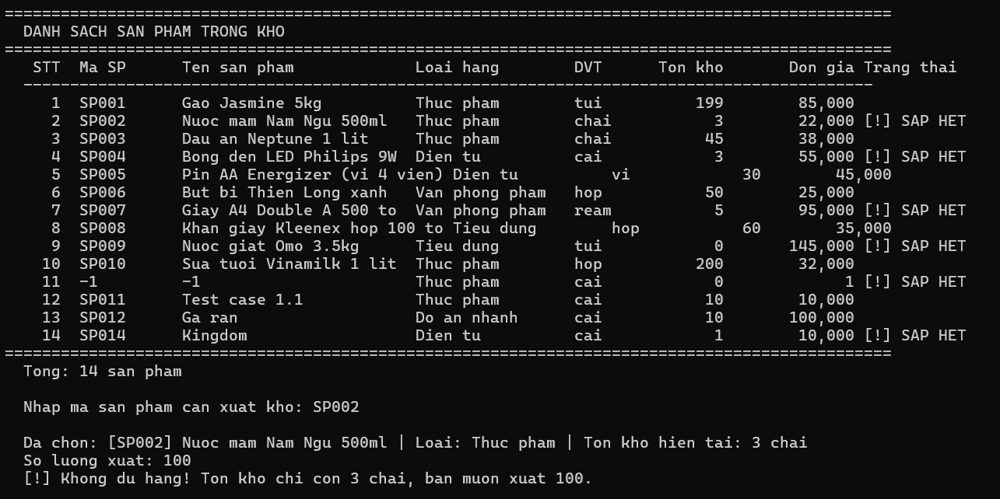 ===============================================================================================
  DANH SACH SAN PHAM TRONG KHO
===============================================================================================
   STT  Ma SP      Ten san pham             Loai hang        DVT      Ton kho       Don gia Trang thai
  -------------------------------------------------------------------------------------------
     1  SP001      Gao Jasmine 5kg          Thuc pham        tui          199        85,000
     2  SP002      Nuoc mam Nam Ngu 500ml   Thuc pham        chai           3        22,000 [!] SAP HET
     3  SP003      Dau an Neptune 1 lit     Thuc pham        chai          45        38,000
     4  SP004      Bong den LED Philips 9W  Dien tu          cai            3        55,000 [!] SAP HET
     5  SP005      Pin AA Energizer (vi 4 vien) Dien tu          vi            30        45,000
     6  SP006      But bi Thien Long xanh   Van phong pham   hop           50        25,000
     7  SP007      Giay A4 Double A 500 to  Van phong pham   ream           5        95,000 [!] SAP HET
     8  SP008      Khan giay Kleenex hop 100 to Tieu dung        hop           60        35,000
     9  SP009      Nuoc giat Omo 3.5kg      Tieu dung        tui            0       145,000 [!] SAP HET
    10  SP010      Sua tuoi Vinamilk 1 lit  Thuc pham        hop          200        32,000
    11  -1         -1                       Thuc pham        cai            0             1 [!] SAP HET
    12  SP011      Test case 1.1            Thuc pham        cai           10        10,000
    13  SP012      Ga ran                   Do an nhanh      cai           10       100,000
    14  SP014      Kingdom                  Dien tu          cai            1        10,000 [!] SAP HET
===============================================================================================
  Tong: 14 san pham

  Nhap ma san pham can xuat kho: SP002

  Da chon: [SP002] Nuoc mam Nam Ngu 500ml | Loai: Thuc pham | Ton kho hien tai: 3 chai
  So luong xuat: 100
  [!] Khong du hang! Ton kho chi con 3 chai, ban muon xuat 100.